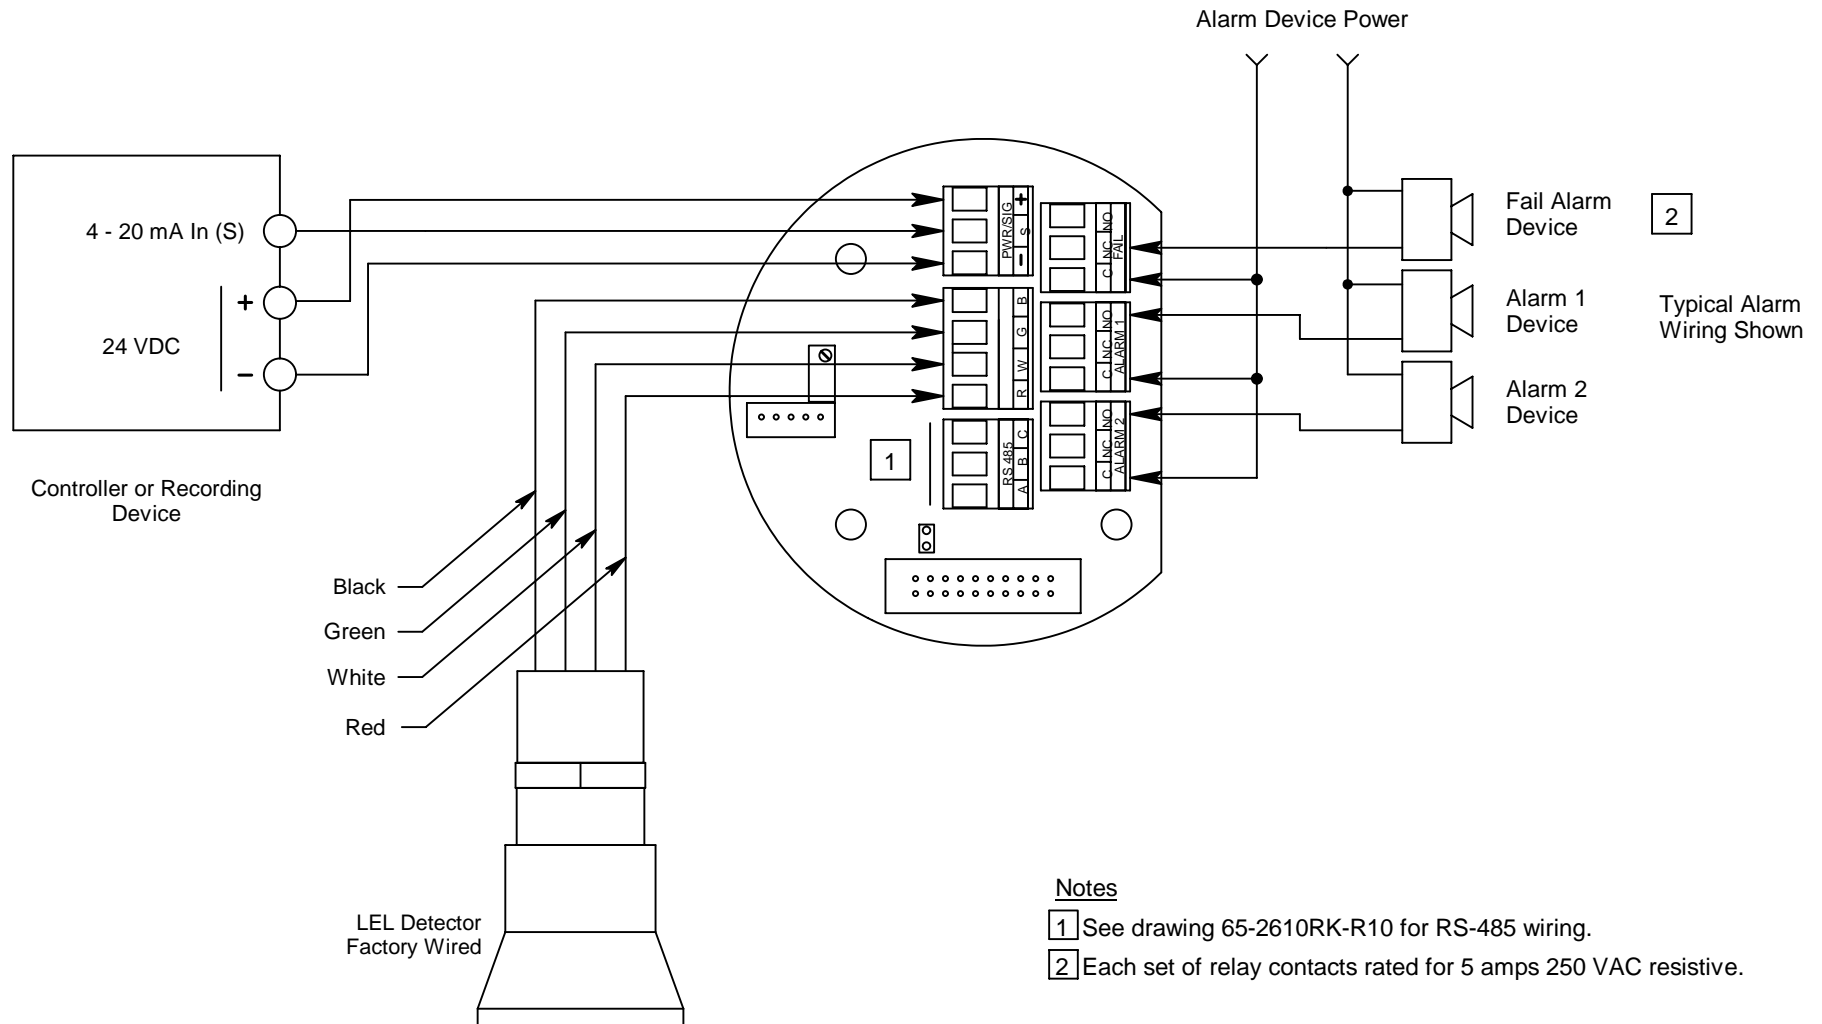 Alarm Device Power
4 - 20 mA In (S)
+
24 VDC
−
Controller or Recording
Device
PWR/SIG
+
S
−
B
G
W
R
RS 485
C
B
A
NO
NC
C
FAIL
NO
NC
C
ALARM 1
NO
NC
C
ALARM 2
1
Fail Alarm
Device
2
Alarm 1
Device
Typical Alarm
Wiring Shown
Alarm 2
Device
Black
Green
White
Red
LEL Detector
Factory Wired
Notes
1 See drawing 65-2610RK-R10 for RS-485 wiring.
2 Each set of relay contacts rated for 5 amps 250 VAC resistive.